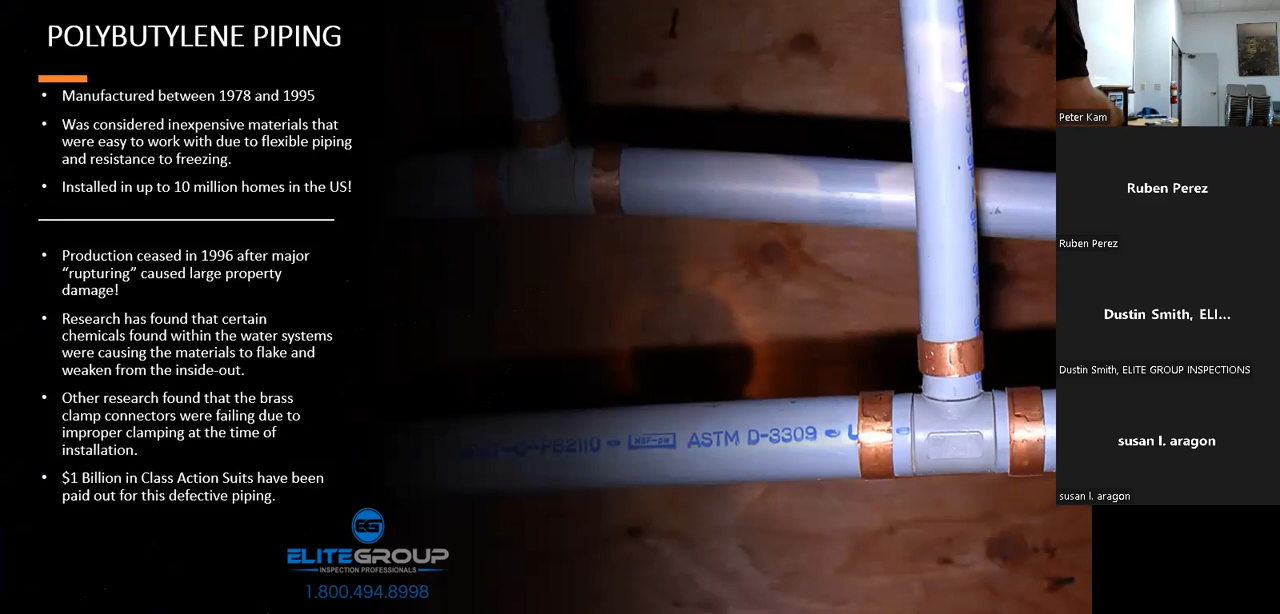 POLYBUTYLENE PIPING
• Manufactured between 1978 and 1995
• Was considered inexpensive materials that
were easy to work with due to flexible piping
and resistance to freezing.
• Installed in up to 10 million homes in the US!
• Production ceased in 1996 after major
“rupturing” caused large property
damage!
• Research has found that certain
chemicals found within the water systems
were causing the materials to flake and
weaken from the inside-out.
• Other research found that the brass
clamp connectors were failing due to
improper clamping at the time of
installation.
• $1 Billion in Class Action Suits have been
paid out for this defective piping.
EG
ELITEGROUP
INSPECTION PROFESSIONALS
1.800.494.8998
PB2110 NSF-pw ASTM D-3309
Peter Kam
Ruben Perez
Ruben Perez
Dustin Smith, ELI...
Dustin Smith, ELITE GROUP INSPECTIONS
susan l. aragon
susan l. aragon